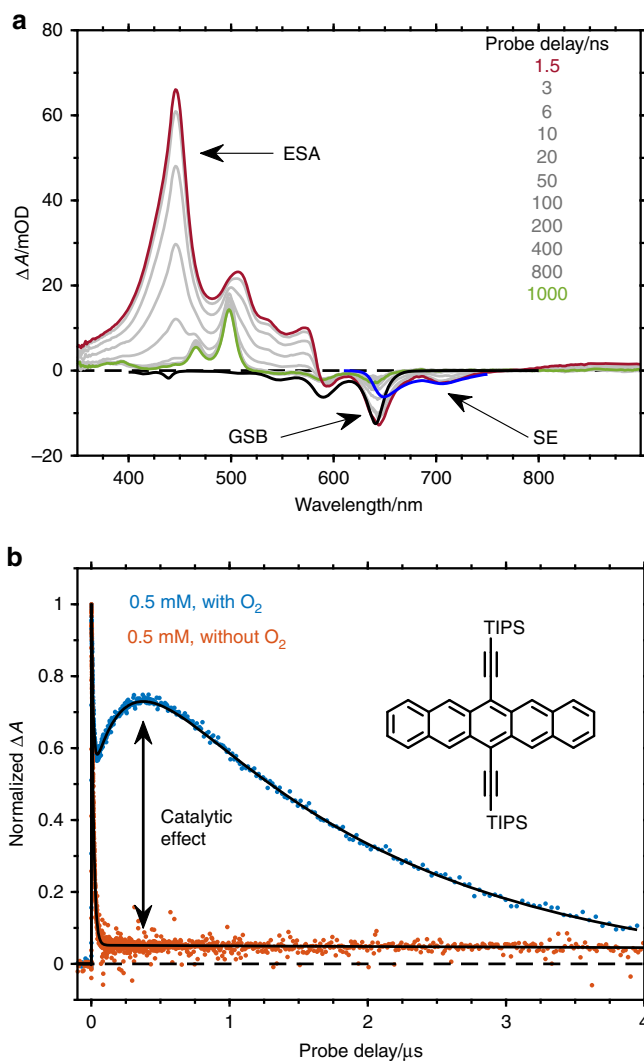 a
80
60
40
20
0
−20
ΔA/mOD
Probe delay/ns
1.5
3
6
10
20
50
100
200
400
800
1000
ESA
GSB
SE
400
500
600
700
800
Wavelength/nm
b
1
0.8
0.6
0.4
0.2
0
Normalized ΔA
0.5 mM, with O₂
0.5 mM, without O₂
TIPS
TIPS
Catalytic
effect
0
1
2
3
4
Probe delay/μs